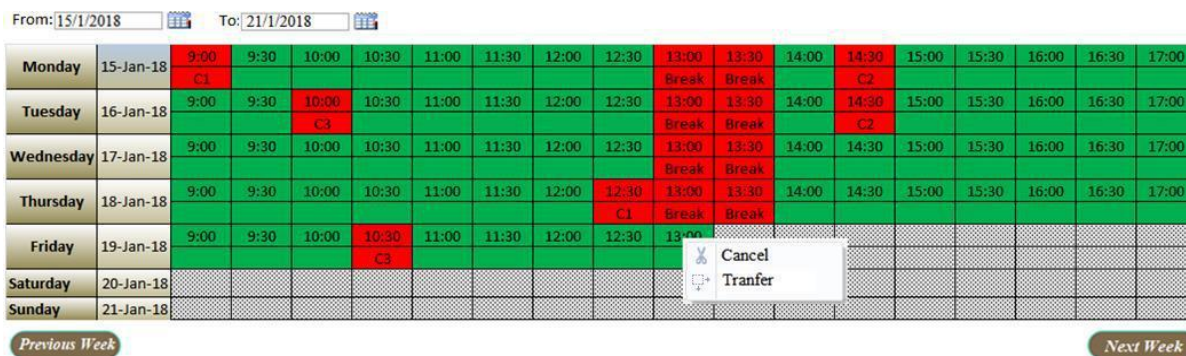 From: 15/1/2018 To: 21/1/2018
Monday 15-Jan-18 9:00 9:30 10:00 10:30 11:00 11:30 12:00 12:30 13:00 13:30 14:00 14:30 15:00 15:30 16:00 16:30 17:00
C1 Break Break C2
Tuesday 16-Jan-18 9:00 9:30 10:00 10:30 11:00 11:30 12:00 12:30 13:00 13:30 14:00 14:30 15:00 15:30 16:00 16:30 17:00
C3 Break Break C2
Wednesday 17-Jan-18 9:00 9:30 10:00 10:30 11:00 11:30 12:00 12:30 13:00 13:30 14:00 14:30 15:00 15:30 16:00 16:30 17:00
Break Break
Thursday 18-Jan-18 9:00 9:30 10:00 10:30 11:00 11:30 12:00 12:30 13:00 13:30 14:00 14:30 15:00 15:30 16:00 16:30 17:00
C1 Break Break
Friday 19-Jan-18 9:00 9:30 10:00 10:30 11:00 11:30 12:00 12:30 13:00
C3
Cancel
Tranfer
Saturday 20-Jan-18
Sunday 21-Jan-18
Previous Week Next Week